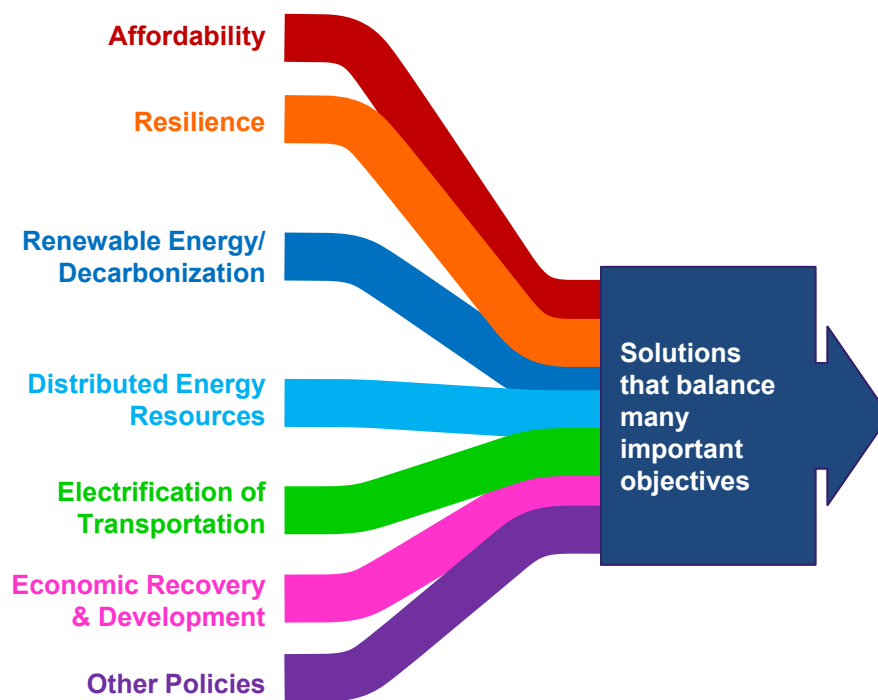 Affordability
Resilience
Renewable Energy/
Decarbonization
Distributed Energy
Resources
Electrification of
Transportation
Economic Recovery
& Development
Other Policies
Solutions
that balance
many
important
objectives